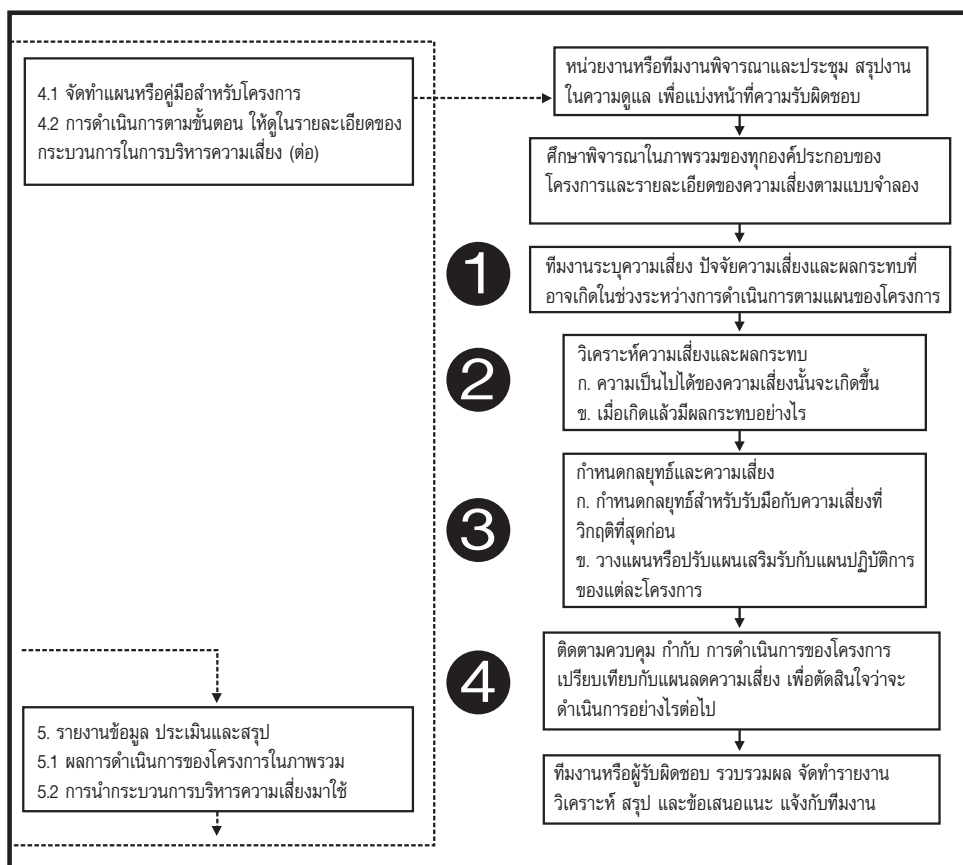 4.1 จัดทำแผนหรือคู่มือสำหรับโครงการ
4.2 การดำเนินการตามขั้นตอน ให้ดูในรายละเอียดของ
กระบวนการในการบริหารความเสี่ยง (ต่อ)
หน่วยงานหรือทีมงานพิจารณาและประชุม สรุปงาน
ในความดูแล เพื่อแบ่งหน้าที่ความรับผิดชอบ
ศึกษาพิจารณาในภาพรวมของทุกองค์ประกอบของ
โครงการและรายละเอียดของความเสี่ยงตามแบบจำลอง
1
ทีมงานระบุความเสี่ยง ปัจจัยความเสี่ยงและผลกระทบที่
อาจเกิดในช่วงระหว่างการดำเนินการตามแผนของโครงการ
2
วิเคราะห์ความเสี่ยงและผลกระทบ
ก. ความเป็นไปได้ของความเสี่ยงนั้นจะเกิดขึ้น
ข. เมื่อเกิดแล้วมีผลกระทบอย่างไร
3
กำหนดกลยุทธ์และความเสี่ยง
ก. กำหนดกลยุทธ์สำหรับรับมือกับความเสี่ยงที่
วิกฤติที่สุดก่อน
ข. วางแผนหรือปรับแผนเสริมรับกับแผนปฏิบัติการ
ของแต่ละโครงการ
4
ติดตามควบคุม กำกับ การดำเนินการของโครงการ
เปรียบเทียบกับแผนลดความเสี่ยง เพื่อตัดสินใจว่าจะ
ดำเนินการอย่างไรต่อไป
5. รายงานข้อมูล ประเมินและสรุป
5.1 ผลการดำเนินการของโครงการในภาพรวม
5.2 การนำกระบวนการบริหารความเสี่ยงมาใช้
ทีมงานหรือผู้รับผิดชอบ รวบรวมผล จัดทำรายงาน
วิเคราะห์ สรุป และข้อเสนอแนะ แจ้งกับทีมงาน